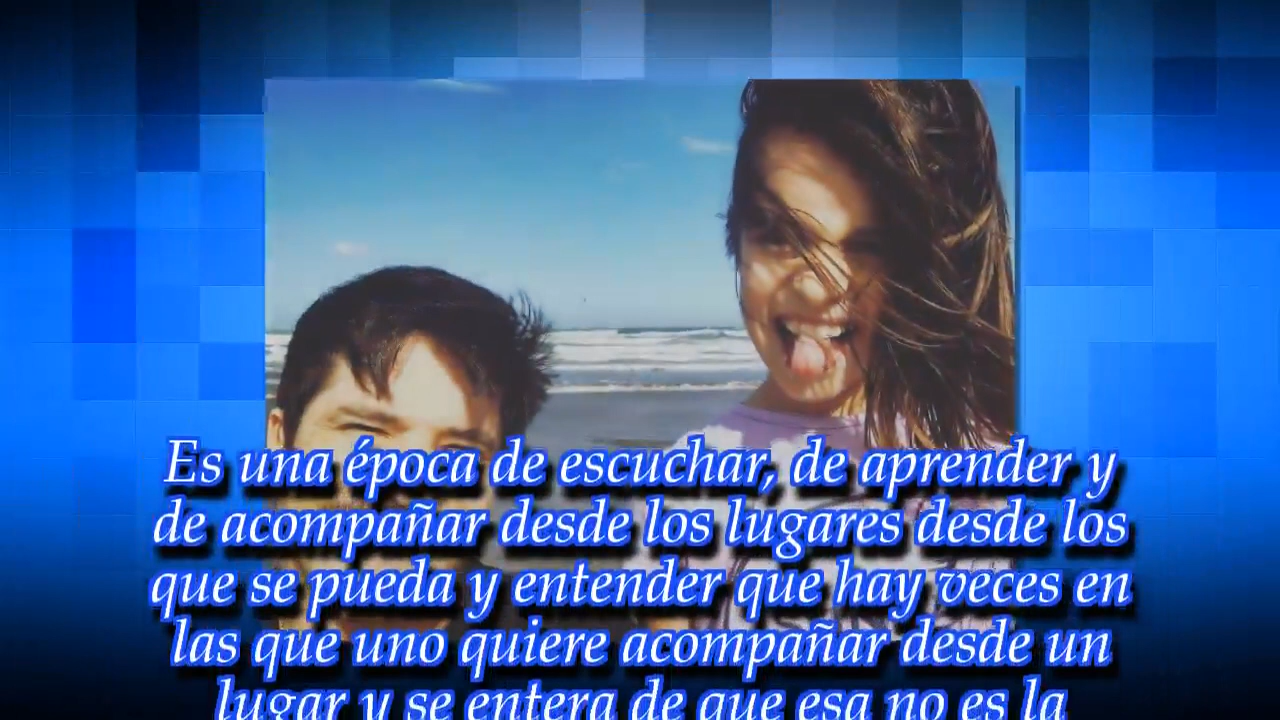 Es una época de escuchar, de aprender y
de acompañar desde los lugares desde los
que se pueda y entender que hay veces en
las que uno quiere acompañar desde un
lugar y se entera de que esa no es la